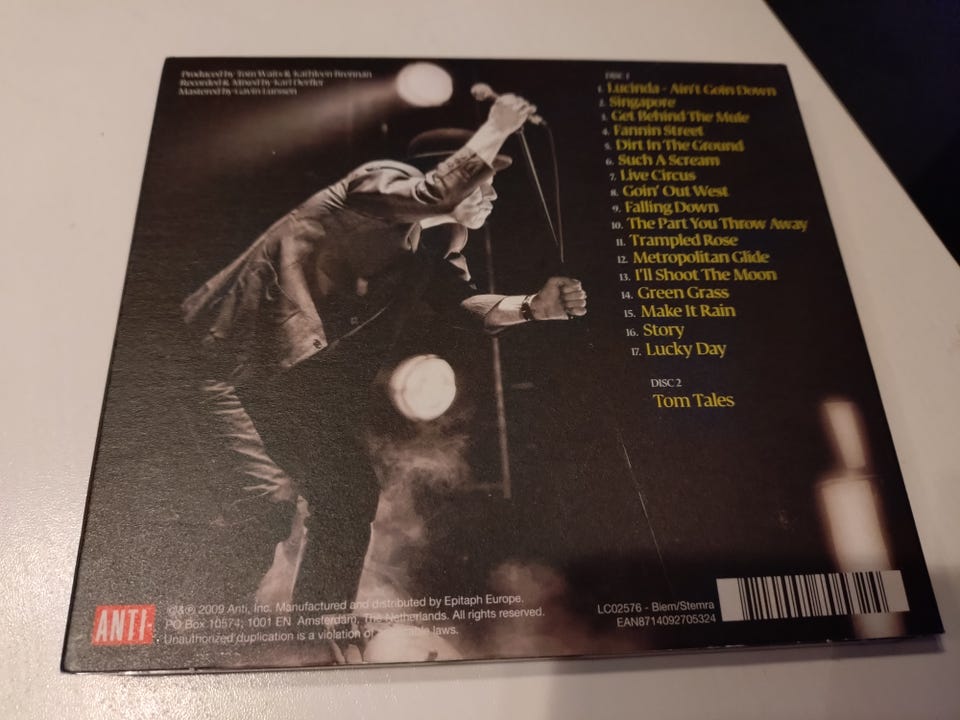 Produced by Tom Waits & Kathleen Brennan
Recorded & Mixed by Karl Derfler
Mastered by Gavin Lurssen
DISC 1
1. Lucinda - Ain't Goin Down
2. Singapore
3. Get Behind The Mule
4. Fannin Street
5. Dirt In The Ground
6. Such A Scream
7. Live Circus
8. Goin' Out West
9. Falling Down
10. The Part You Throw Away
11. Trampled Rose
12. Metropolitan Glide
13. I'll Shoot The Moon
14. Green Grass
15. Make It Rain
16. Story
17. Lucky Day
DISC 2
Tom Tales
ANTI-
©&℗ 2009 Anti, Inc. Manufactured and distributed by Epitaph Europe.
PO Box 10574; 1001 EN Amsterdam, The Netherlands. All rights reserved.
Unauthorized duplication is a violation of laws.
LC02576 - Biem/Stemra
EAN8714092705324